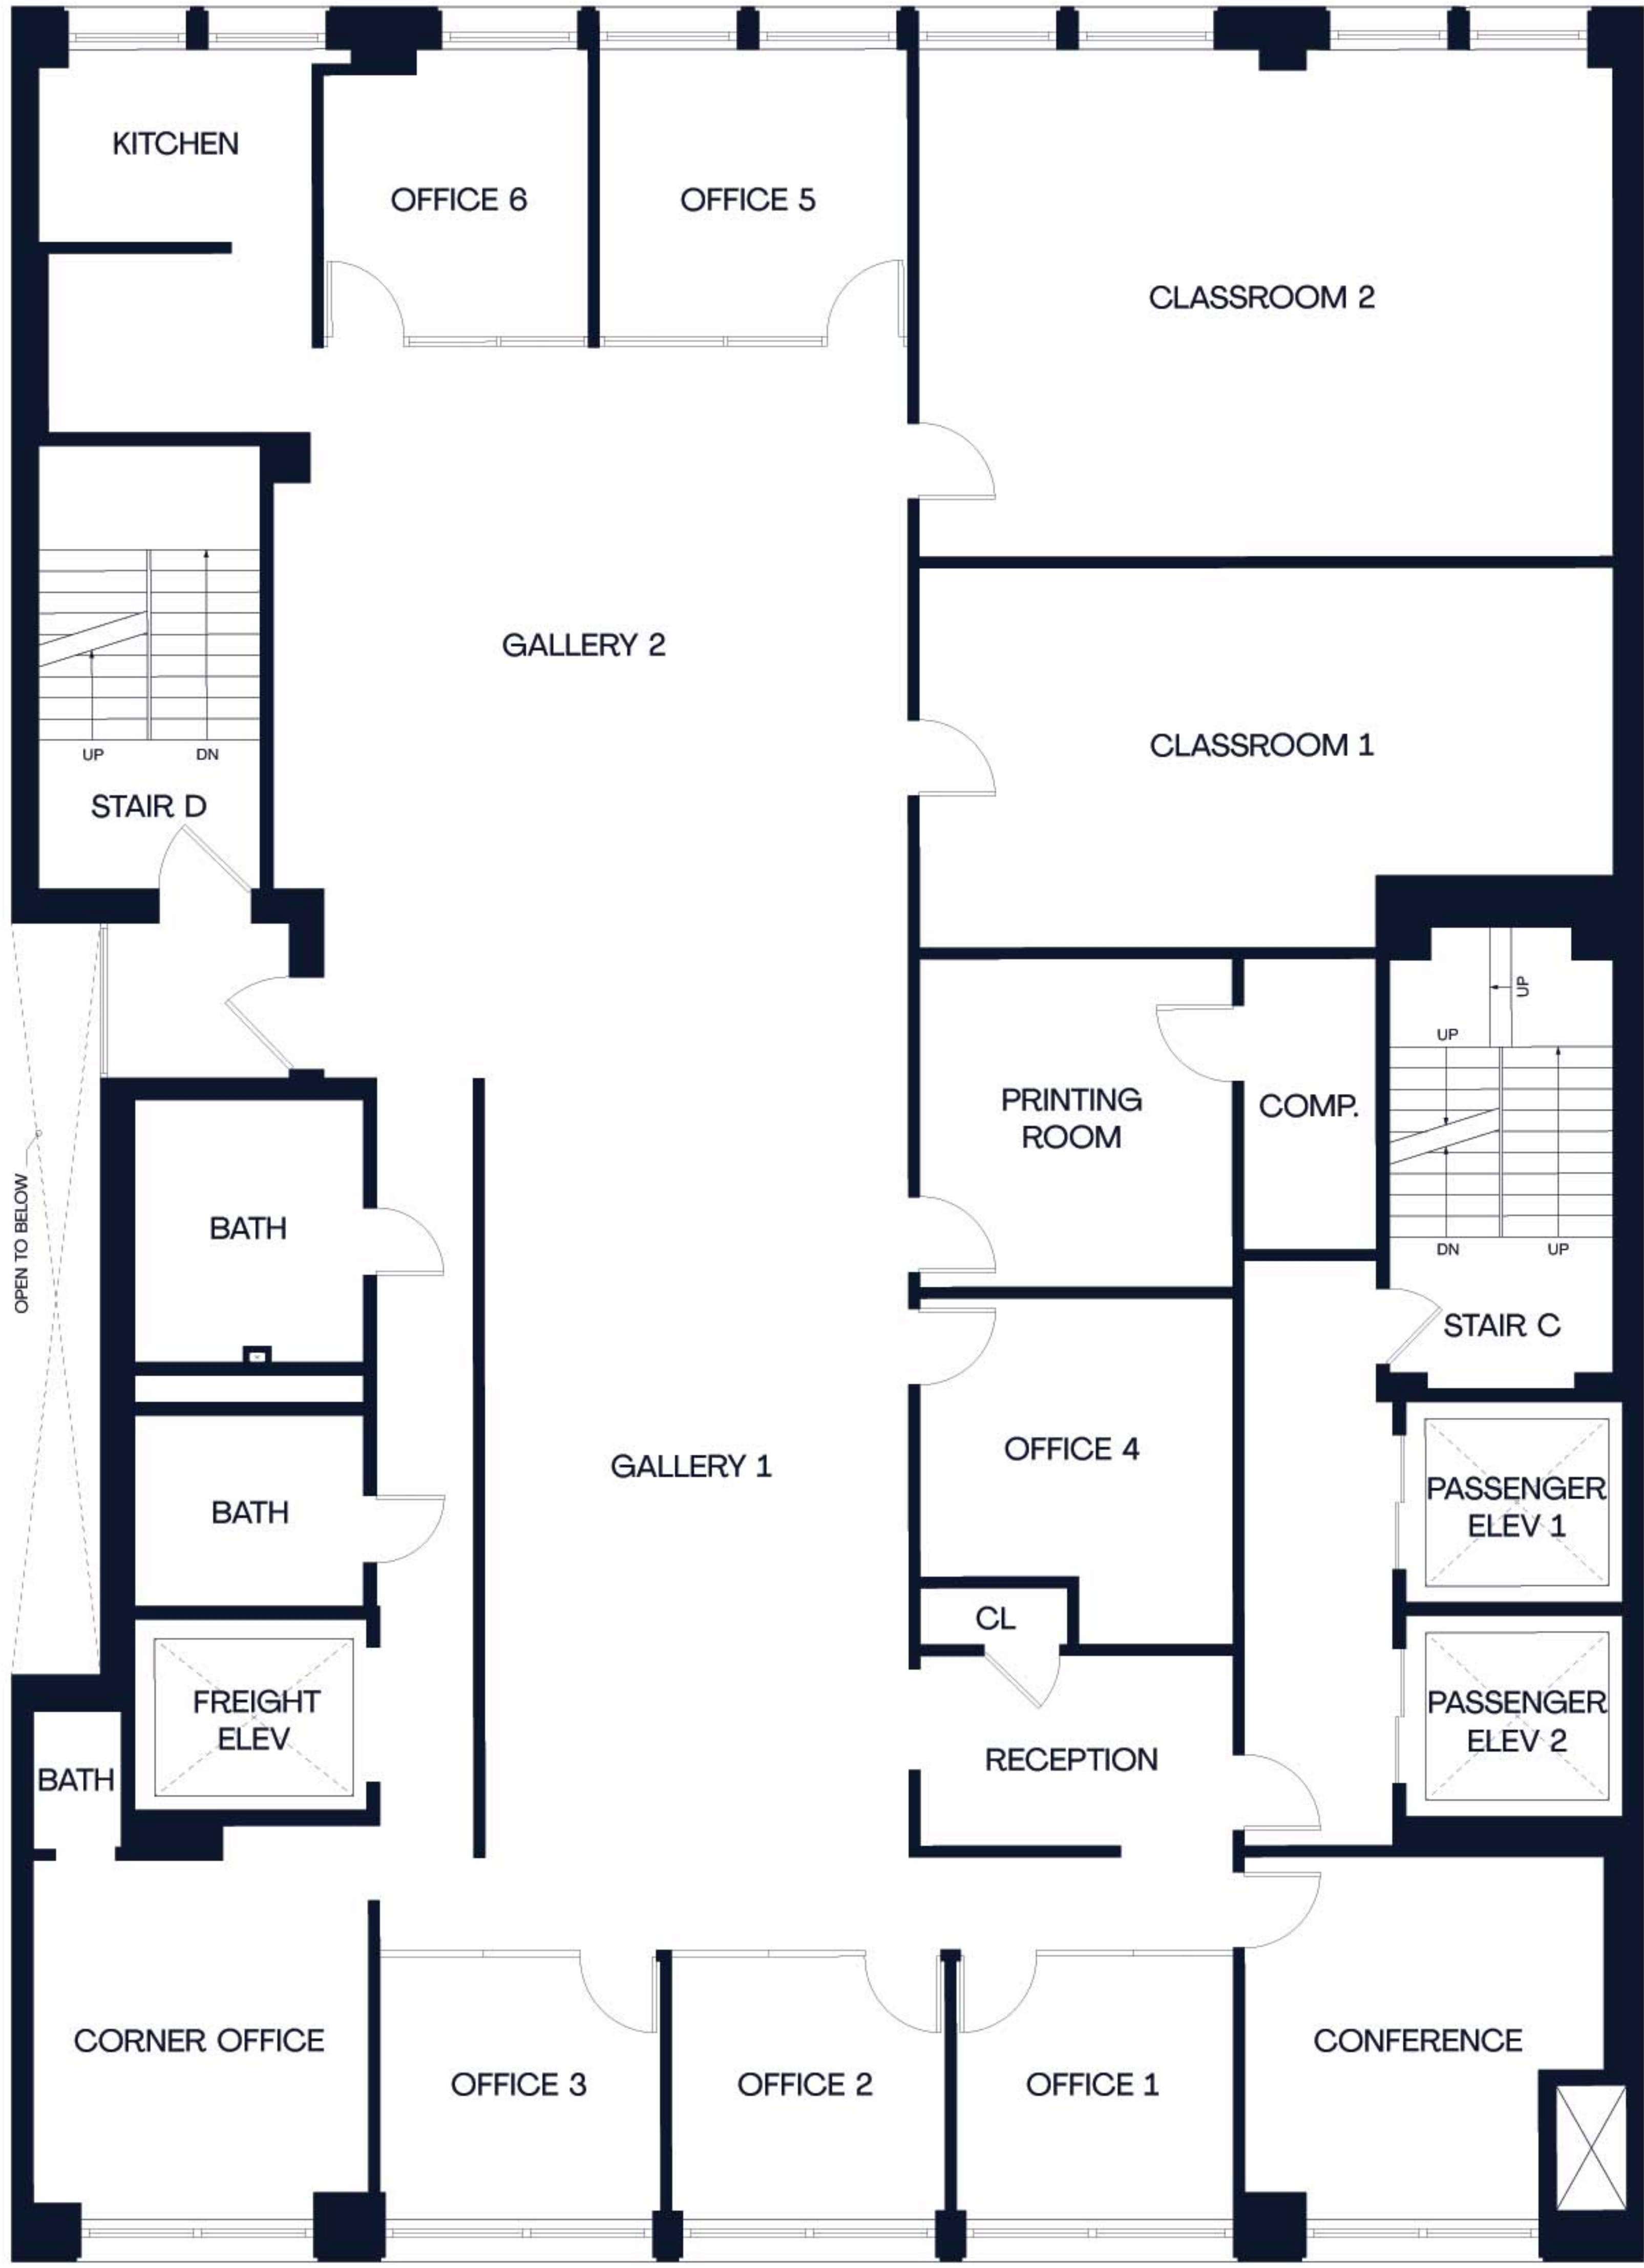 KITCHEN
OFFICE 6
OFFICE 5
CLASSROOM 2
GALLERY 2
CLASSROOM 1
UP
DN
STAIR D
UP
UP
PRINTING
ROOM
COMP.
OPEN TO BELOW
BATH
DN
UP
STAIR C
GALLERY 1
OFFICE 4
BATH
PASSENGER
ELEV 1
CL
FREIGHT
ELEV
PASSENGER
ELEV 2
BATH
RECEPTION
CORNER OFFICE
CONFERENCE
OFFICE 3
OFFICE 2
OFFICE 1